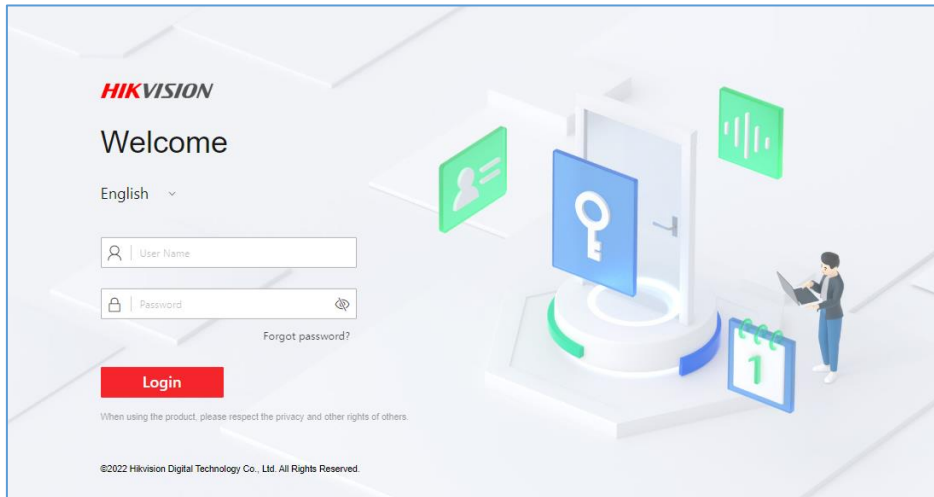 HIKVISION
Welcome
English
User Name
Password
Forgot password?
Login
When using the product, please respect the privacy and other rights of others.
©2022 Hikvision Digital Technology Co., Ltd. All Rights Reserved.
1